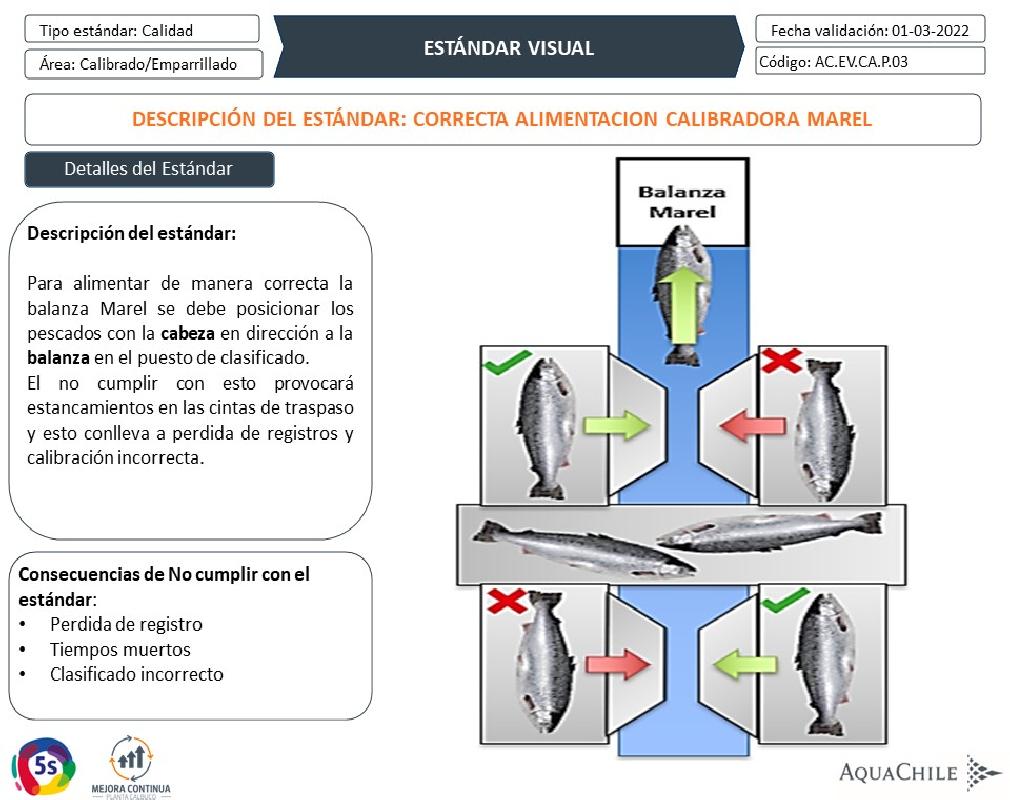 Tipo estándar: Calidad
Área: Calibrado/Emparrillado
ESTÁNDAR VISUAL
Fecha validación: 01-03-2022
Código: AC.EV.CA.P.03
DESCRIPCIÓN DEL ESTÁNDAR: CORRECTA ALIMENTACION CALIBRADORA MAREL
Detalles del Estándar
Descripción del estándar:
Para alimentar de manera correcta la
balanza Marel se debe posicionar los
pescados con la cabeza en dirección a la
balanza en el puesto de clasificado.
El no cumplir con esto provocará
estancamientos en las cintas de traspaso
y esto conlleva a perdida de registros y
calibración incorrecta.
Consecuencias de No cumplir con el
estándar:
• Perdida de registro
• Tiempos muertos
• Clasificado incorrecto
Balanza
Marel
5s
MEJORA CONTINUA
PLANTA CALBUCO
AQUACHILE